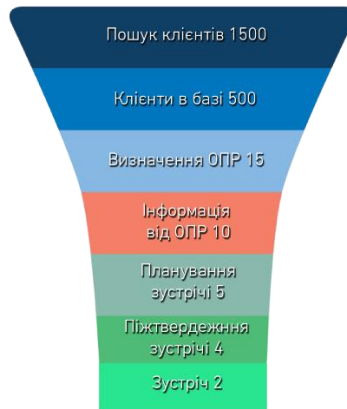 Пошук клієнтів 1500
Клієнти в базі 500
Визначення ОПР 15
Інформація
від ОПР 10
Планування
зустрічі 5
Піжтвердежння
зустрічі 4
Зустріч 2